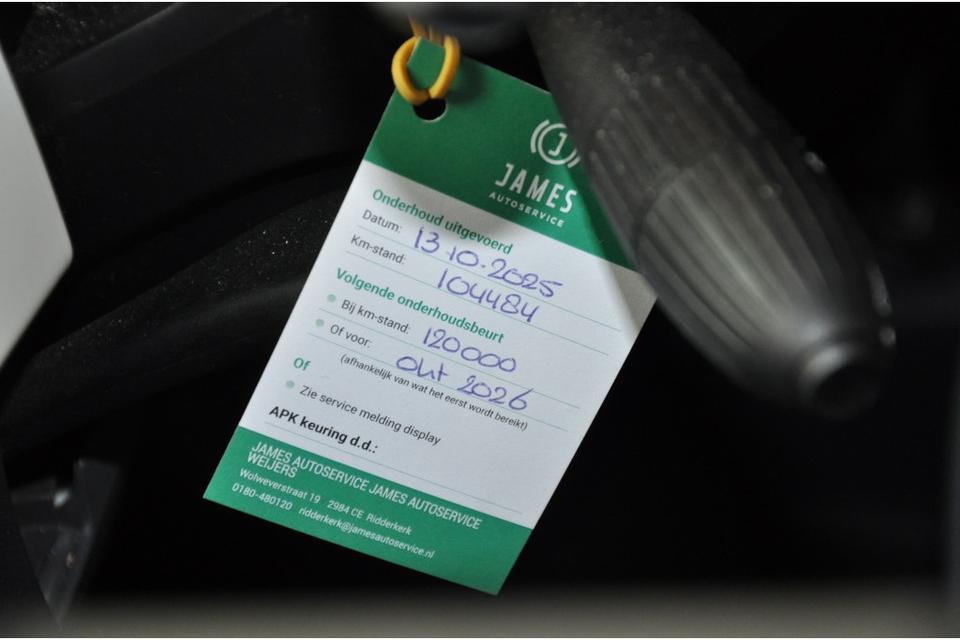 J
JAMES
AUTOSERVICE
Onderhoud uitgevoerd
Datum: 13-10-2025
Km-stand: 104484
Volgende onderhoudsbeurt
Bij km-stand: 120000
Of voor: Okt 2026
(afhankelijk van wat het eerst wordt bereikt)
Of
Zie service melding display
APK keuring d.d.:
JAMES AUTOSERVICE JAMES AUTOSERVICE
WEIJERS
Wolweverstraat 19 2984 CE Ridderkerk
0180-480120 ridderkerk@jamesautoservice.nl